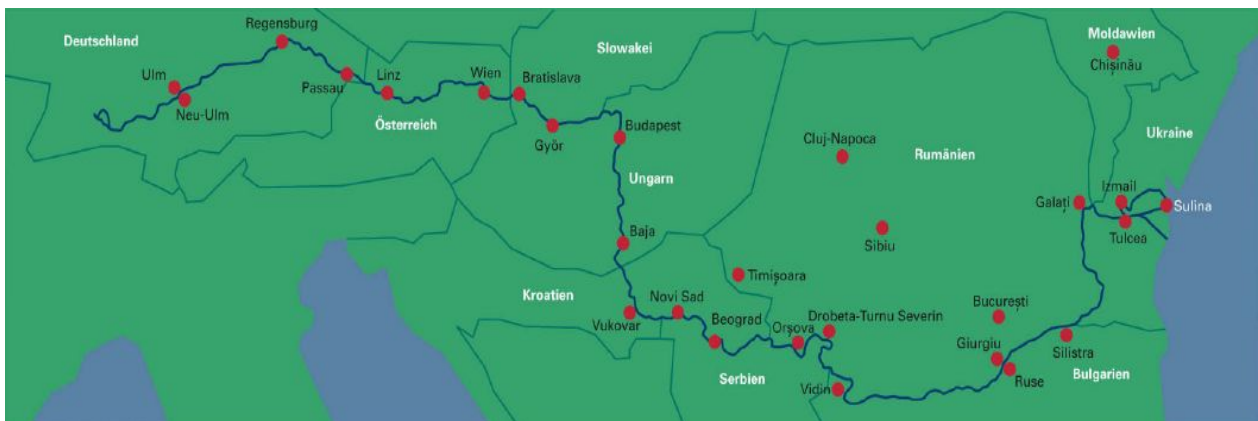 Regensburg
Deutschland
Ulm
Neu-Ulm
Passau
Linz
Österreich
Wien
Bratislava
Slowakei
Györ
Budapest
Ungarn
Baja
Kroatien
Vukovar
Novi Sad
Beograd
Serbien
Timișoara
Orșova
Drobeta-Turnu Severin
Vidin
Cluj-Napoca
Rumänien
Sibiu
București
Giurgiu
Ruse
Silistra
Bulgarien
Galați
Izmail
Tulcea
Sulina
Ukraine
Moldawien
Chișinău